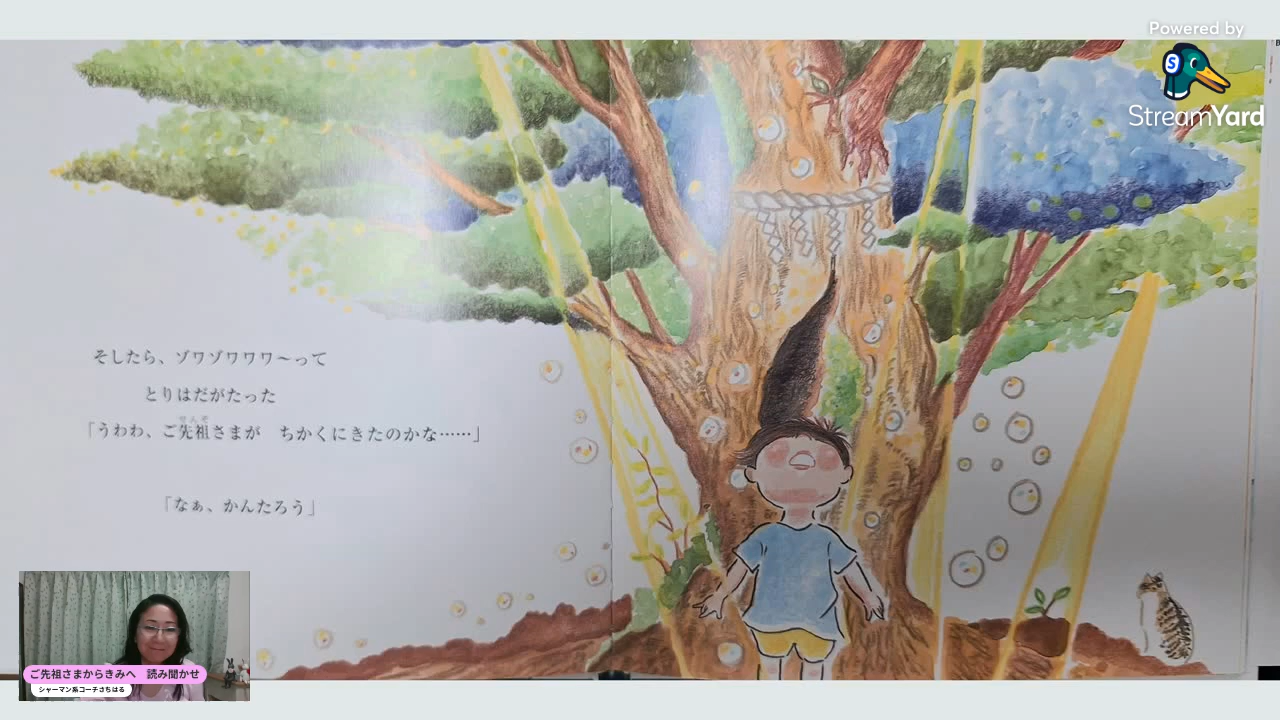 Powered by
StreamYard
そしたら、ゾワゾワワワ〜って
とりはだがたった
「うわわ、ご先祖さまが　ちかくにきたのかな……」
せんぞ
「なぁ、かんたろう」
ご先祖さまからきみへ　読み聞かせ
シャーマン系コーチさちはる